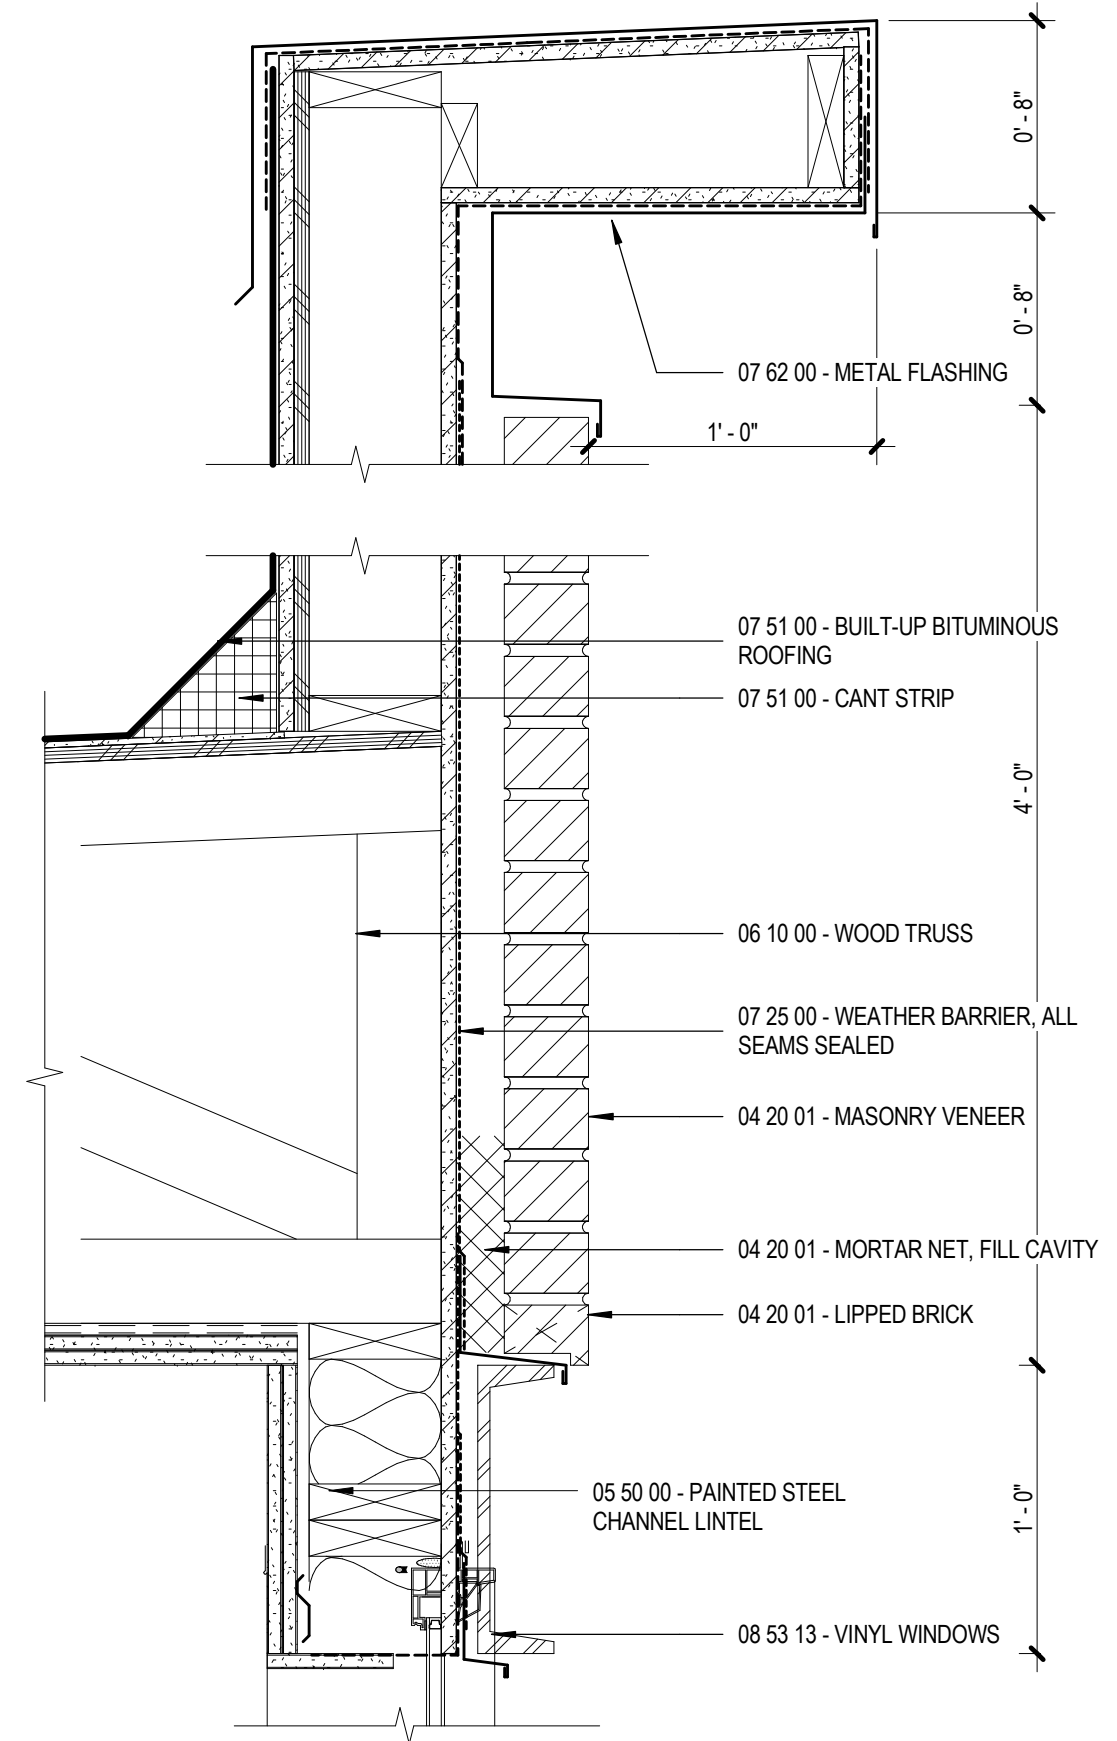 0' - 8"
0' - 8"
07 62 00 - METAL FLASHING
1' - 0"
07 51 00 - BUILT-UP BITUMINOUS
ROOFING
07 51 00 - CANT STRIP
4' - 0"
06 10 00 - WOOD TRUSS
07 25 00 - WEATHER BARRIER, ALL
SEAMS SEALED
04 20 01 - MASONRY VENEER
04 20 01 - MORTAR NET, FILL CAVITY
04 20 01 - LIPPED BRICK
05 50 00 - PAINTED STEEL
CHANNEL LINTEL
1' - 0"
08 53 13 - VINYL WINDOWS